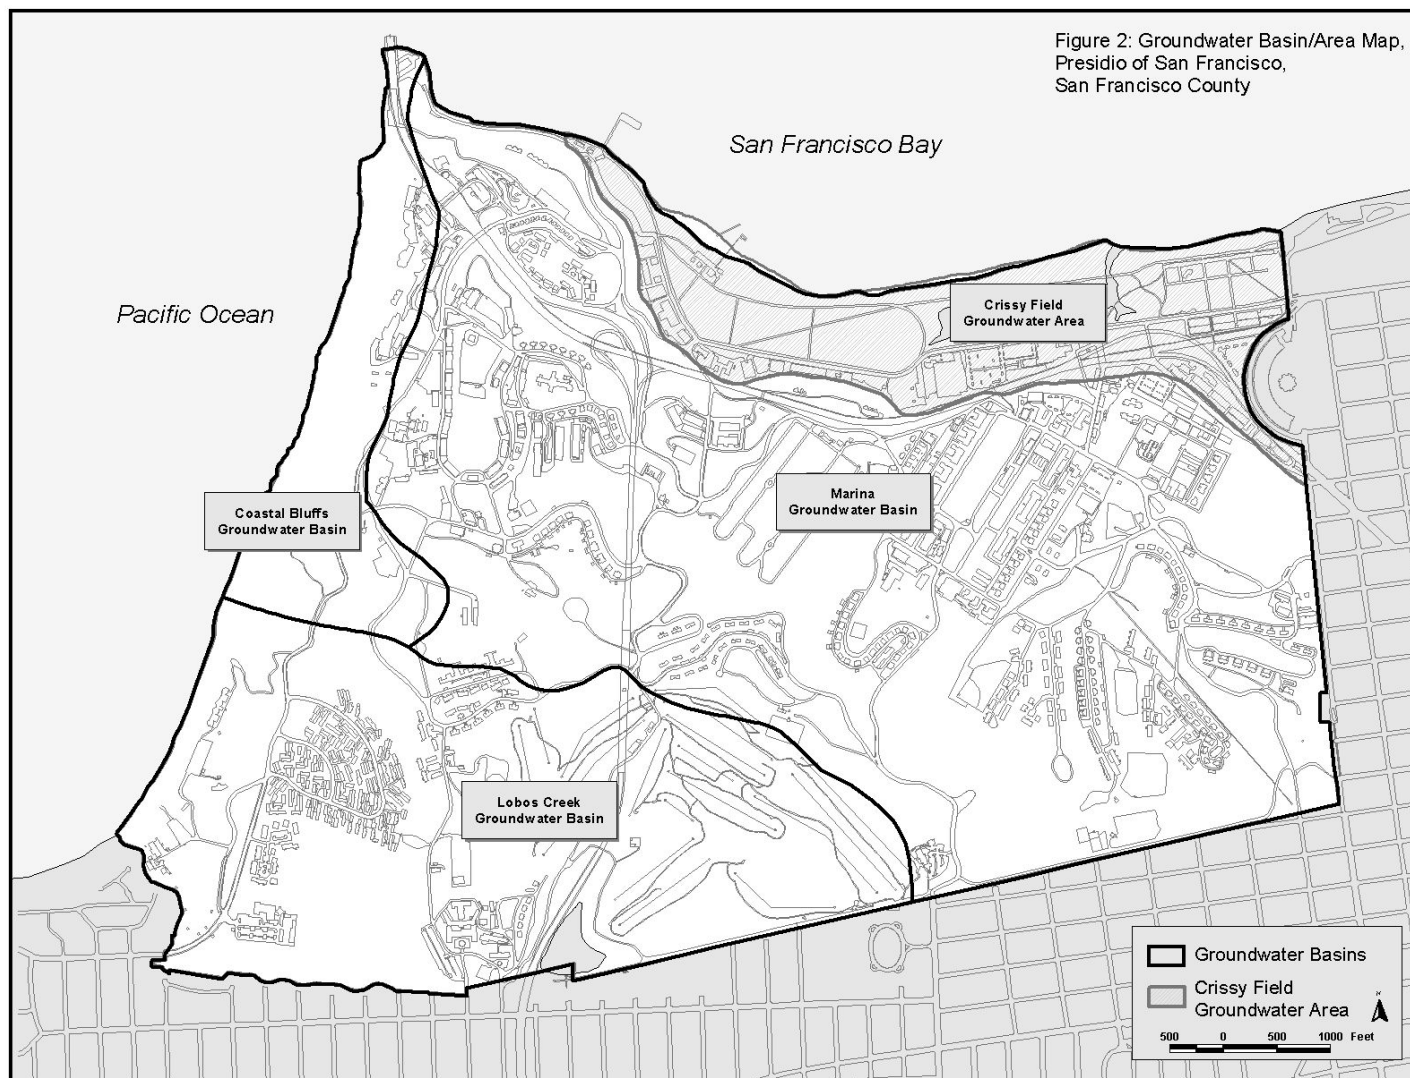 Figure 2: Groundwater Basin/Area Map,
Presidio of San Francisco,
San Francisco County
San Francisco Bay
Pacific Ocean
Crissy Field
Groundwater Area
Marina
Groundwater Basin
Coastal Bluffs
Groundwater Basin
Lobos Creek
Groundwater Basin
Groundwater Basins
Crissy Field
Groundwater Area
N
500 0 500 1000 Feet